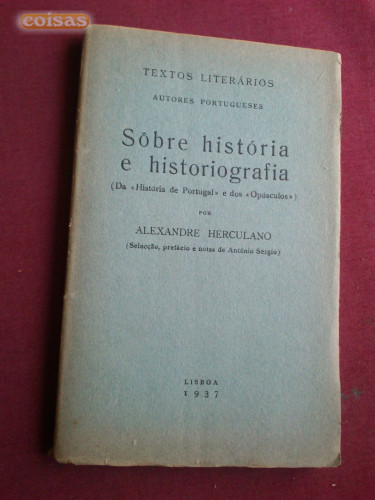 coisas
TEXTOS LITERÁRIOS
AUTORES PORTUGUESES
Sôbre história
e historiografia
(Da «História de Portugal» e dos «Opúsculos»)
POR
ALEXANDRE HERCULANO
(Selecção, prefácio e notas de António Sérgio)
LISBOA
1937